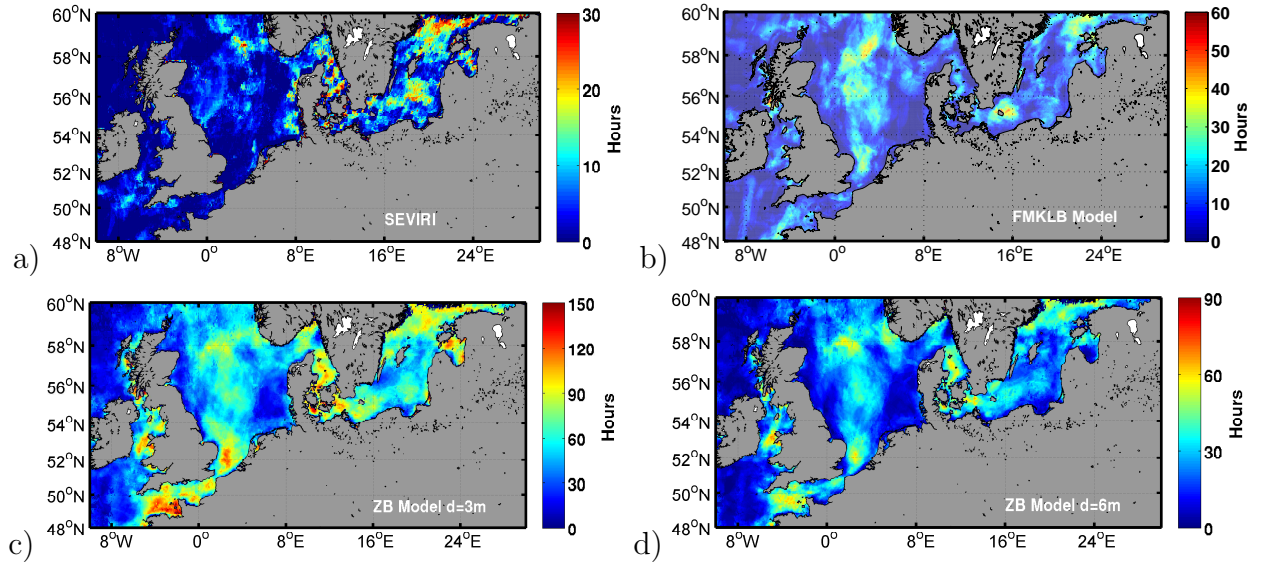 60°N
58°N
56°N
54°N
52°N
50°N
48°N
8°W
0°
8°E
16°E
24°E
SEVIRI
30
20
10
0
Hours
a)
60°N
58°N
56°N
54°N
52°N
50°N
48°N
8°W
0°
8°E
16°E
24°E
FMKLB Model
60
50
40
30
20
10
0
Hours
b)
60°N
58°N
56°N
54°N
52°N
50°N
48°N
8°W
0°
8°E
16°E
24°E
ZB Model d=3m
150
120
90
60
30
0
Hours
c)
60°N
58°N
56°N
54°N
52°N
50°N
48°N
8°W
0°
8°E
16°E
24°E
ZB Model d=6m
90
60
30
0
Hours
d)